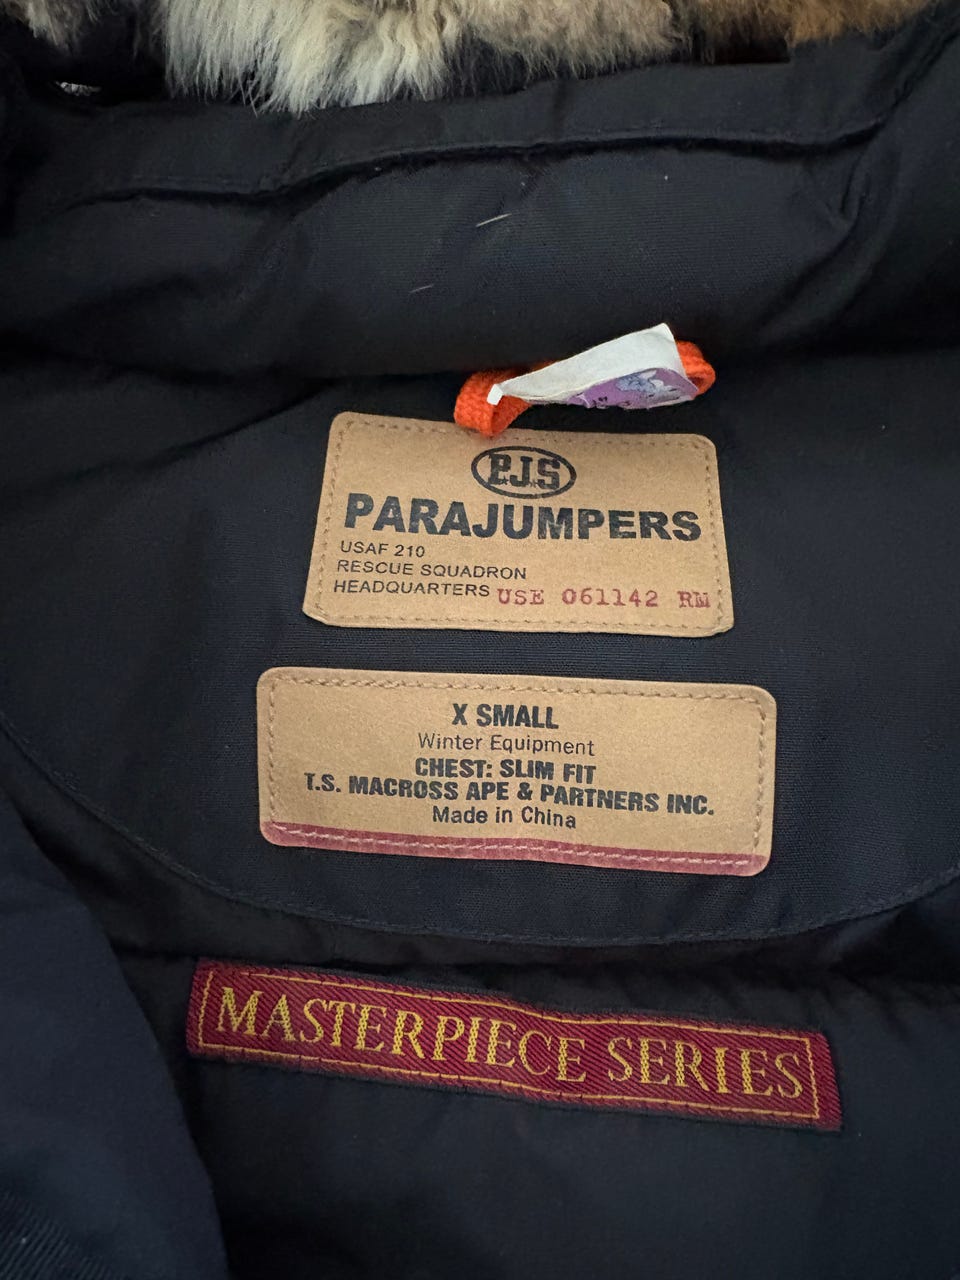 P.J.S
PARAJUMPERS
USAF 210
RESCUE SQUADRON
HEADQUARTERS USE 061142 RM
X SMALL
Winter Equipment
CHEST: SLIM FIT
T.S. MACROSS APE & PARTNERS INC.
Made in China
MASTERPIECE SERIES